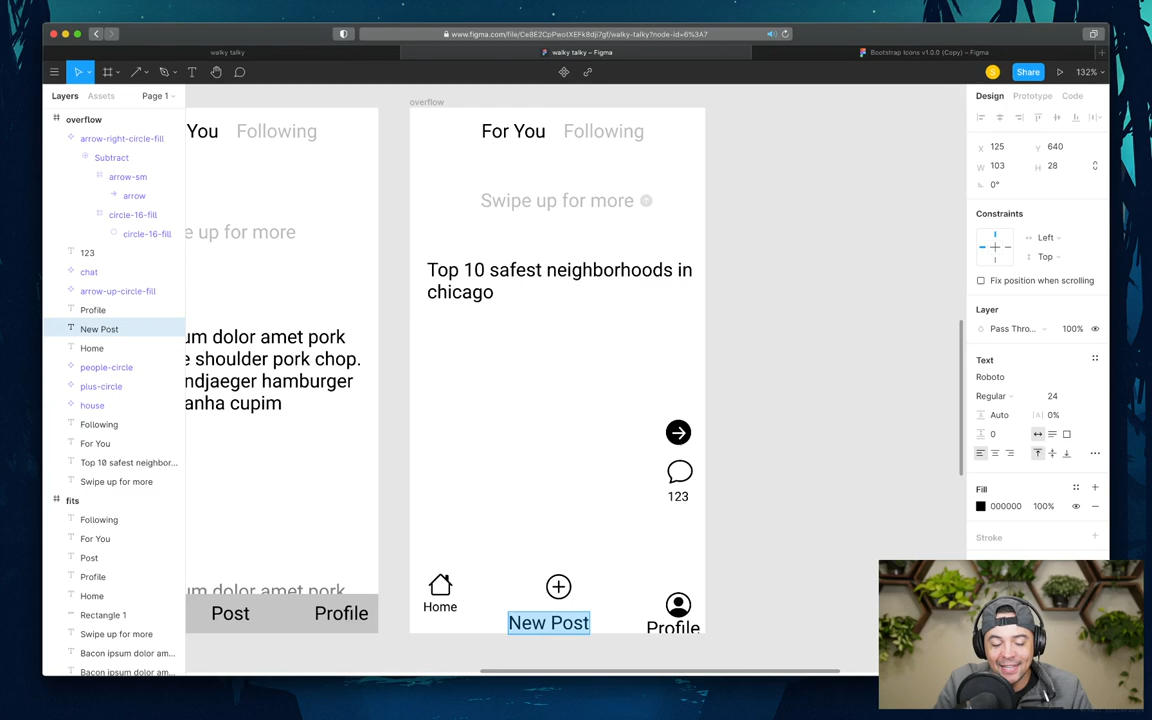 www.figma.com/file/CeBE2CpPwotXEFk8dji7gf/walky-talky?node-id=6%3A7
walky talky
walky talky – Figma
Bootstrap Icons v1.0.0 (Copy) – Figma
S
Share
132%
Layers
Assets
Page 1
overflow
arrow-right-circle-fill
Subtract
arrow-sm
arrow
circle-16-fill
circle-16-fill
123
chat
arrow-up-circle-fill
Profile
New Post
Home
people-circle
plus-circle
house
Following
For You
Top 10 safest neighbor...
Swipe up for more
fits
Following
For You
Post
Profile
Home
Rectangle 1
Swipe up for more
Bacon ipsum dolor am...
Bacon ipsum dolor am...
You Following
e up for more
um dolor amet pork
e shoulder pork chop.
ndjaeger hamburger
anha cupim
um dolor amet pork
Post Profile
overflow
For You Following
Swipe up for more
Top 10 safest neighborhoods in
chicago
123
Home
New Post
Profile
Design Prototype Code
X 125 Y 640
W 103 H 28
0°
Constraints
Left
Top
Fix position when scrolling
Layer
Pass Thro... 100%
Text
Roboto
Regular 24
Auto |A| 0%
0
Fill
000000 100%
Stroke